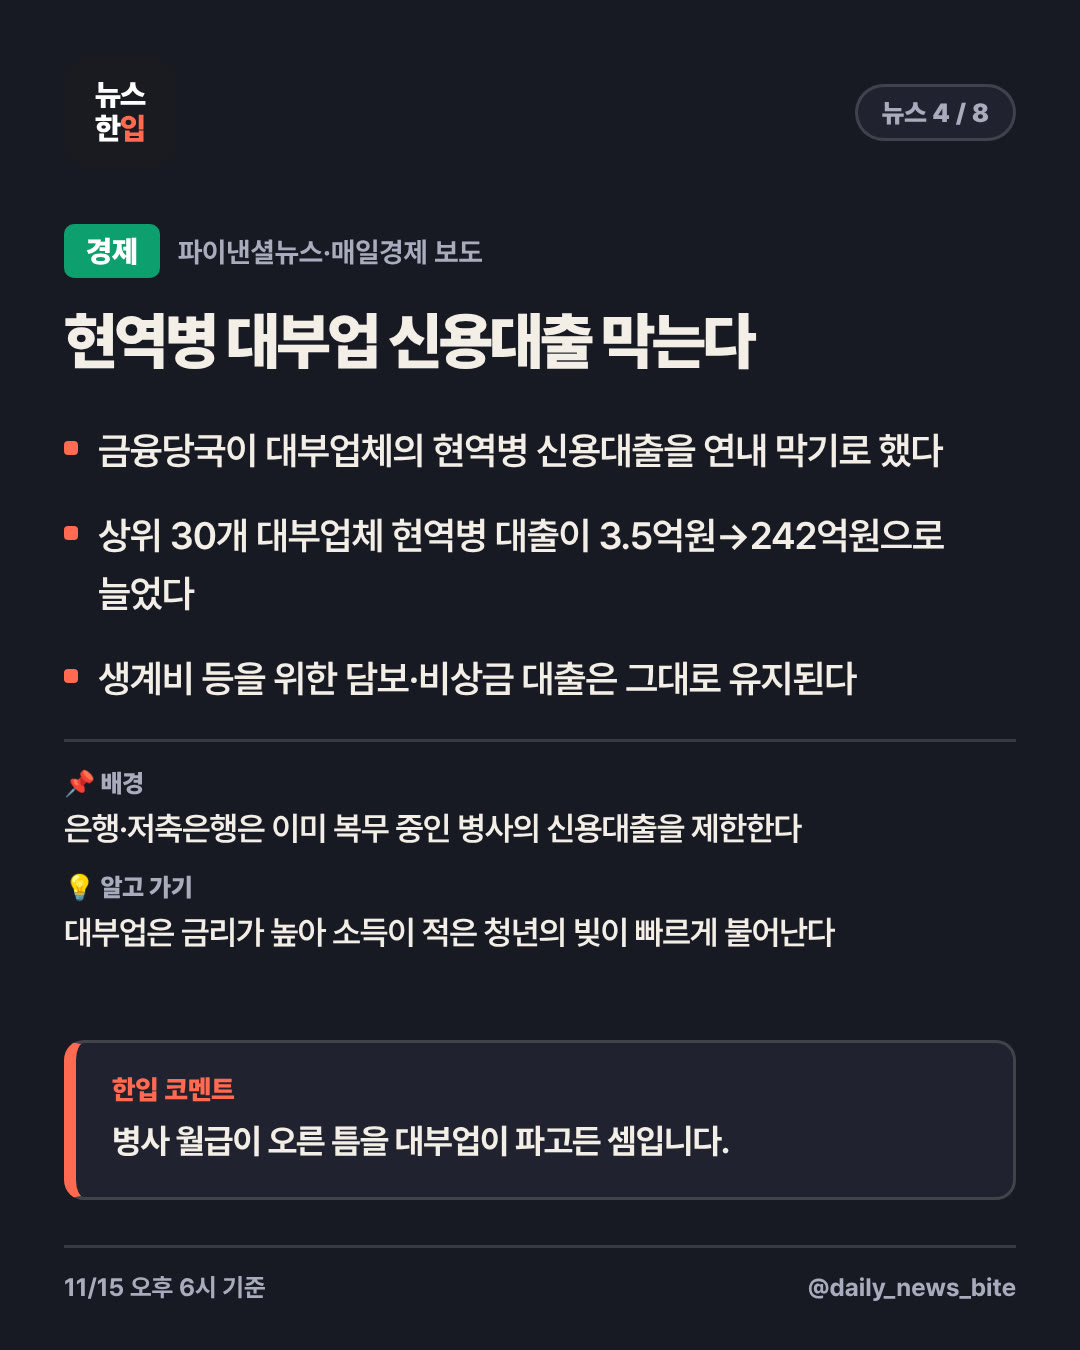 뉴스
한입
뉴스 4 / 8
경제
파이낸셜뉴스·매일경제 보도
현역병 대부업 신용대출 막는다
금융당국이 대부업체의 현역병 신용대출을 연내 막기로 했다
상위 30개 대부업체 현역병 대출이 3.5억원→242억원으로
늘었다
생계비 등을 위한 담보·비상금 대출은 그대로 유지된다
📌 배경
은행·저축은행은 이미 복무 중인 병사의 신용대출을 제한한다
💡 알고 가기
대부업은 금리가 높아 소득이 적은 청년의 빚이 빠르게 불어난다
한입 코멘트
병사 월급이 오른 틈을 대부업이 파고든 셈입니다.
11/15 오후 6시 기준
@daily_news_bite